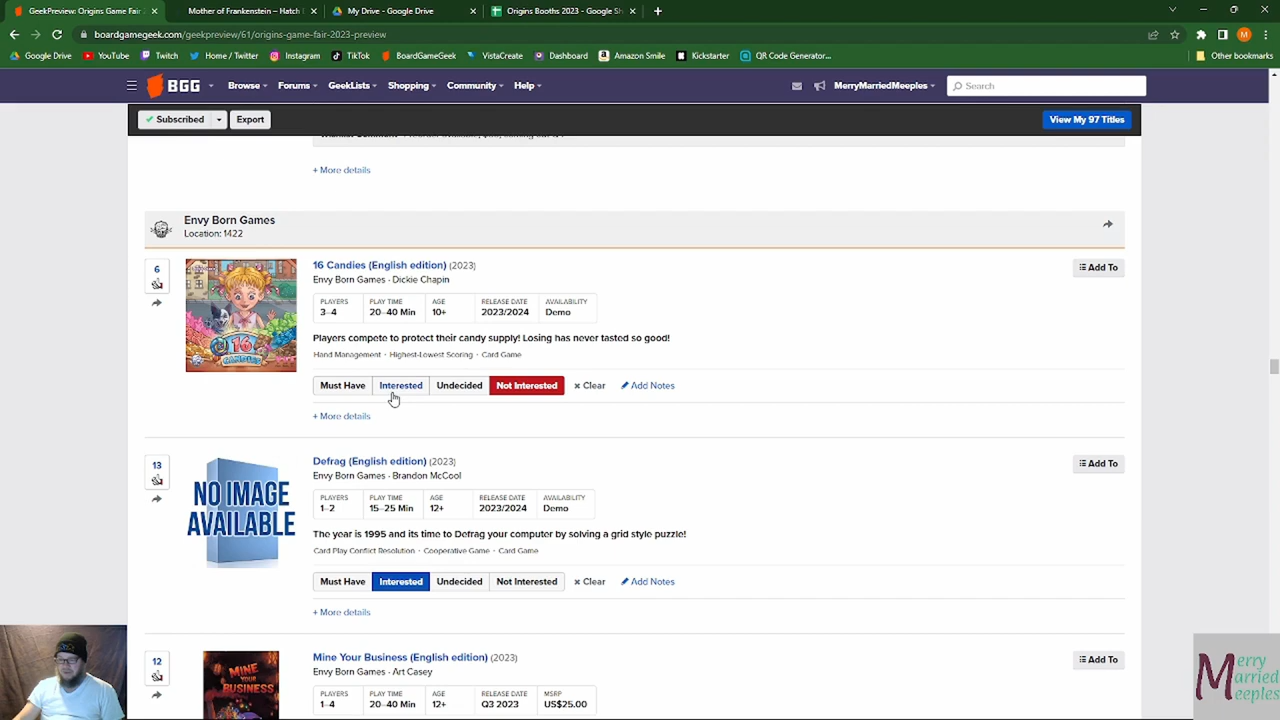 GeekPreview: Origins Game Fair
Mother of Frankenstein – Hatch
My Drive - Google Drive
Origins Booths 2023 - Google Sh
M
boardgamegeek.com/geekpreview/61/origins-game-fair-2023-preview
Google Drive YouTube Twitch Home / Twitter Instagram TikTok BoardGameGeek VistaCreate Dashboard Amazon Smile Kickstarter QR Code Generator... Other bookmarks
BGG Browse Forums GeekLists Shopping Community Help MerryMarriedMeeples Search
Subscribed Export View My 97 Titles
+ More details
Envy Born Games
Location: 1422
6
16 Candies (English edition) (2023)
Add To
Envy Born Games · Dickie Chapin
PLAYERS PLAY TIME AGE RELEASE DATE AVAILABILITY
3–4 20–40 Min 10+ 2023/2024 Demo
16
CANDIES
Players compete to protect their candy supply! Losing has never tasted so good!
Hand Management · Highest-Lowest Scoring · Card Game
Must Have Interested Undecided Not Interested × Clear Add Notes
+ More details
13
Defrag (English edition) (2023)
Add To
Envy Born Games · Brandon McCool
PLAYERS PLAY TIME AGE RELEASE DATE AVAILABILITY
1–2 15–25 Min 12+ 2023/2024 Demo
NO IMAGE
AVAILABLE
The year is 1995 and its time to Defrag your computer by solving a grid style puzzle!
Card Play Conflict Resolution · Cooperative Game · Card Game
Must Have Interested Undecided Not Interested × Clear Add Notes
+ More details
12
Mine Your Business (English edition) (2023)
Add To
Envy Born Games · Art Casey
PLAYERS PLAY TIME AGE RELEASE DATE MSRP
1–4 20–40 Min 12+ Q3 2023 US$25.00
MINE
YOUR
BUSINESS
Merry
Married
Meeples